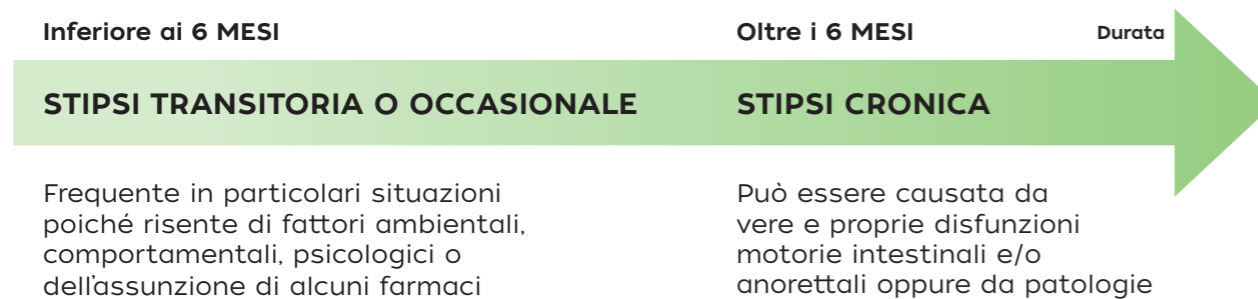 Inferiore ai 6 MESI
Oltre i 6 MESI
Durata
STIPSI TRANSITORIA O OCCASIONALE
STIPSI CRONICA
Frequente in particolari situazioni
poiché risente di fattori ambientali,
comportamentali, psicologici o
dell'assunzione di alcuni farmaci
Può essere causata da
vere e proprie disfunzioni
motorie intestinali e/o
anorettali oppure da patologie